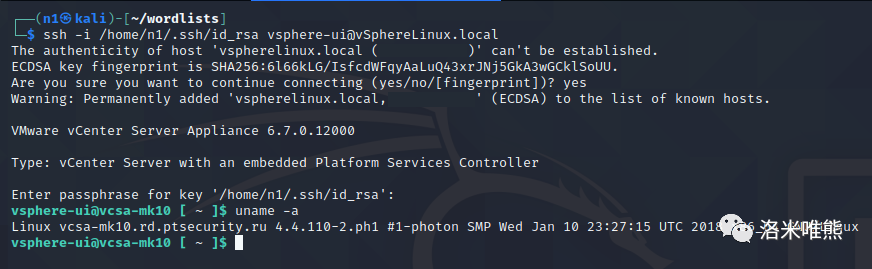 (n1㉿kali)-[~/wordlists]
$ ssh -i /home/n1/.ssh/id_rsa vsphere-ui@vSphereLinux.local
The authenticity of host 'vspherelinux.local ( )' can't be established.
ECDSA key fingerprint is SHA256:6l66kLG/IsfcdWFqyAaLuQ43xrJNj5GkA3wGCklSoUU.
Are you sure you want to continue connecting (yes/no/[fingerprint])? yes
Warning: Permanently added 'vspherelinux.local, ' (ECDSA) to the list of known hosts.
VMware vCenter Server Appliance 6.7.0.12000
Type: vCenter Server with an embedded Platform Services Controller
Enter passphrase for key '/home/n1/.ssh/id_rsa':
vsphere-ui@vcsa-mk10 [ ~ ]$ uname -a
Linux vcsa-mk10.rd.ptsecurity.ru 4.4.110-2.ph1 #1-photon SMP Wed Jan 10 23:27:15 UTC 2018
vsphere-ui@vcsa-mk10 [ ~ ]$
洛米唯熊